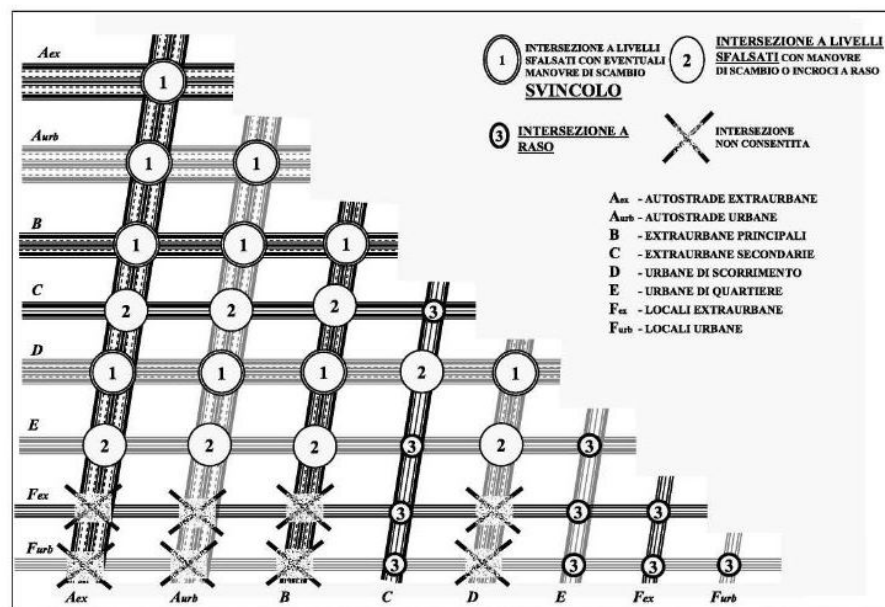 Aex
1
INTERSEZIONE A LIVELLI
SFALSATI CON EVENTUALI
MANOVRE DI SCAMBIO
SVINCOLO
2
INTERSEZIONE A LIVELLI
SFALSATI CON MANOVRE
DI SCAMBIO O INCROCI A RASO
3
INTERSEZIONE A
RASO
INTERSEZIONE
NON CONSENTITA
Aex - AUTOSTRADE EXTRAURBANE
Aurb - AUTOSTRADE URBANE
B - EXTRAURBANE PRINCIPALI
C - EXTRAURBANE SECONDARIE
D - URBANE DI SCORRIMENTO
E - URBANE DI QUARTIERE
Fex - LOCALI EXTRAURBANE
Furb - LOCALI URBANE
1
Aurb
1 1
B
1 1 1
C
2 2 2 3
D
1 1 1 2 1
E
2 2 2 3 2 3
Fex
3 3 3
Furb
3 3 3 3
Aex Aurb B C D E Fex Furb